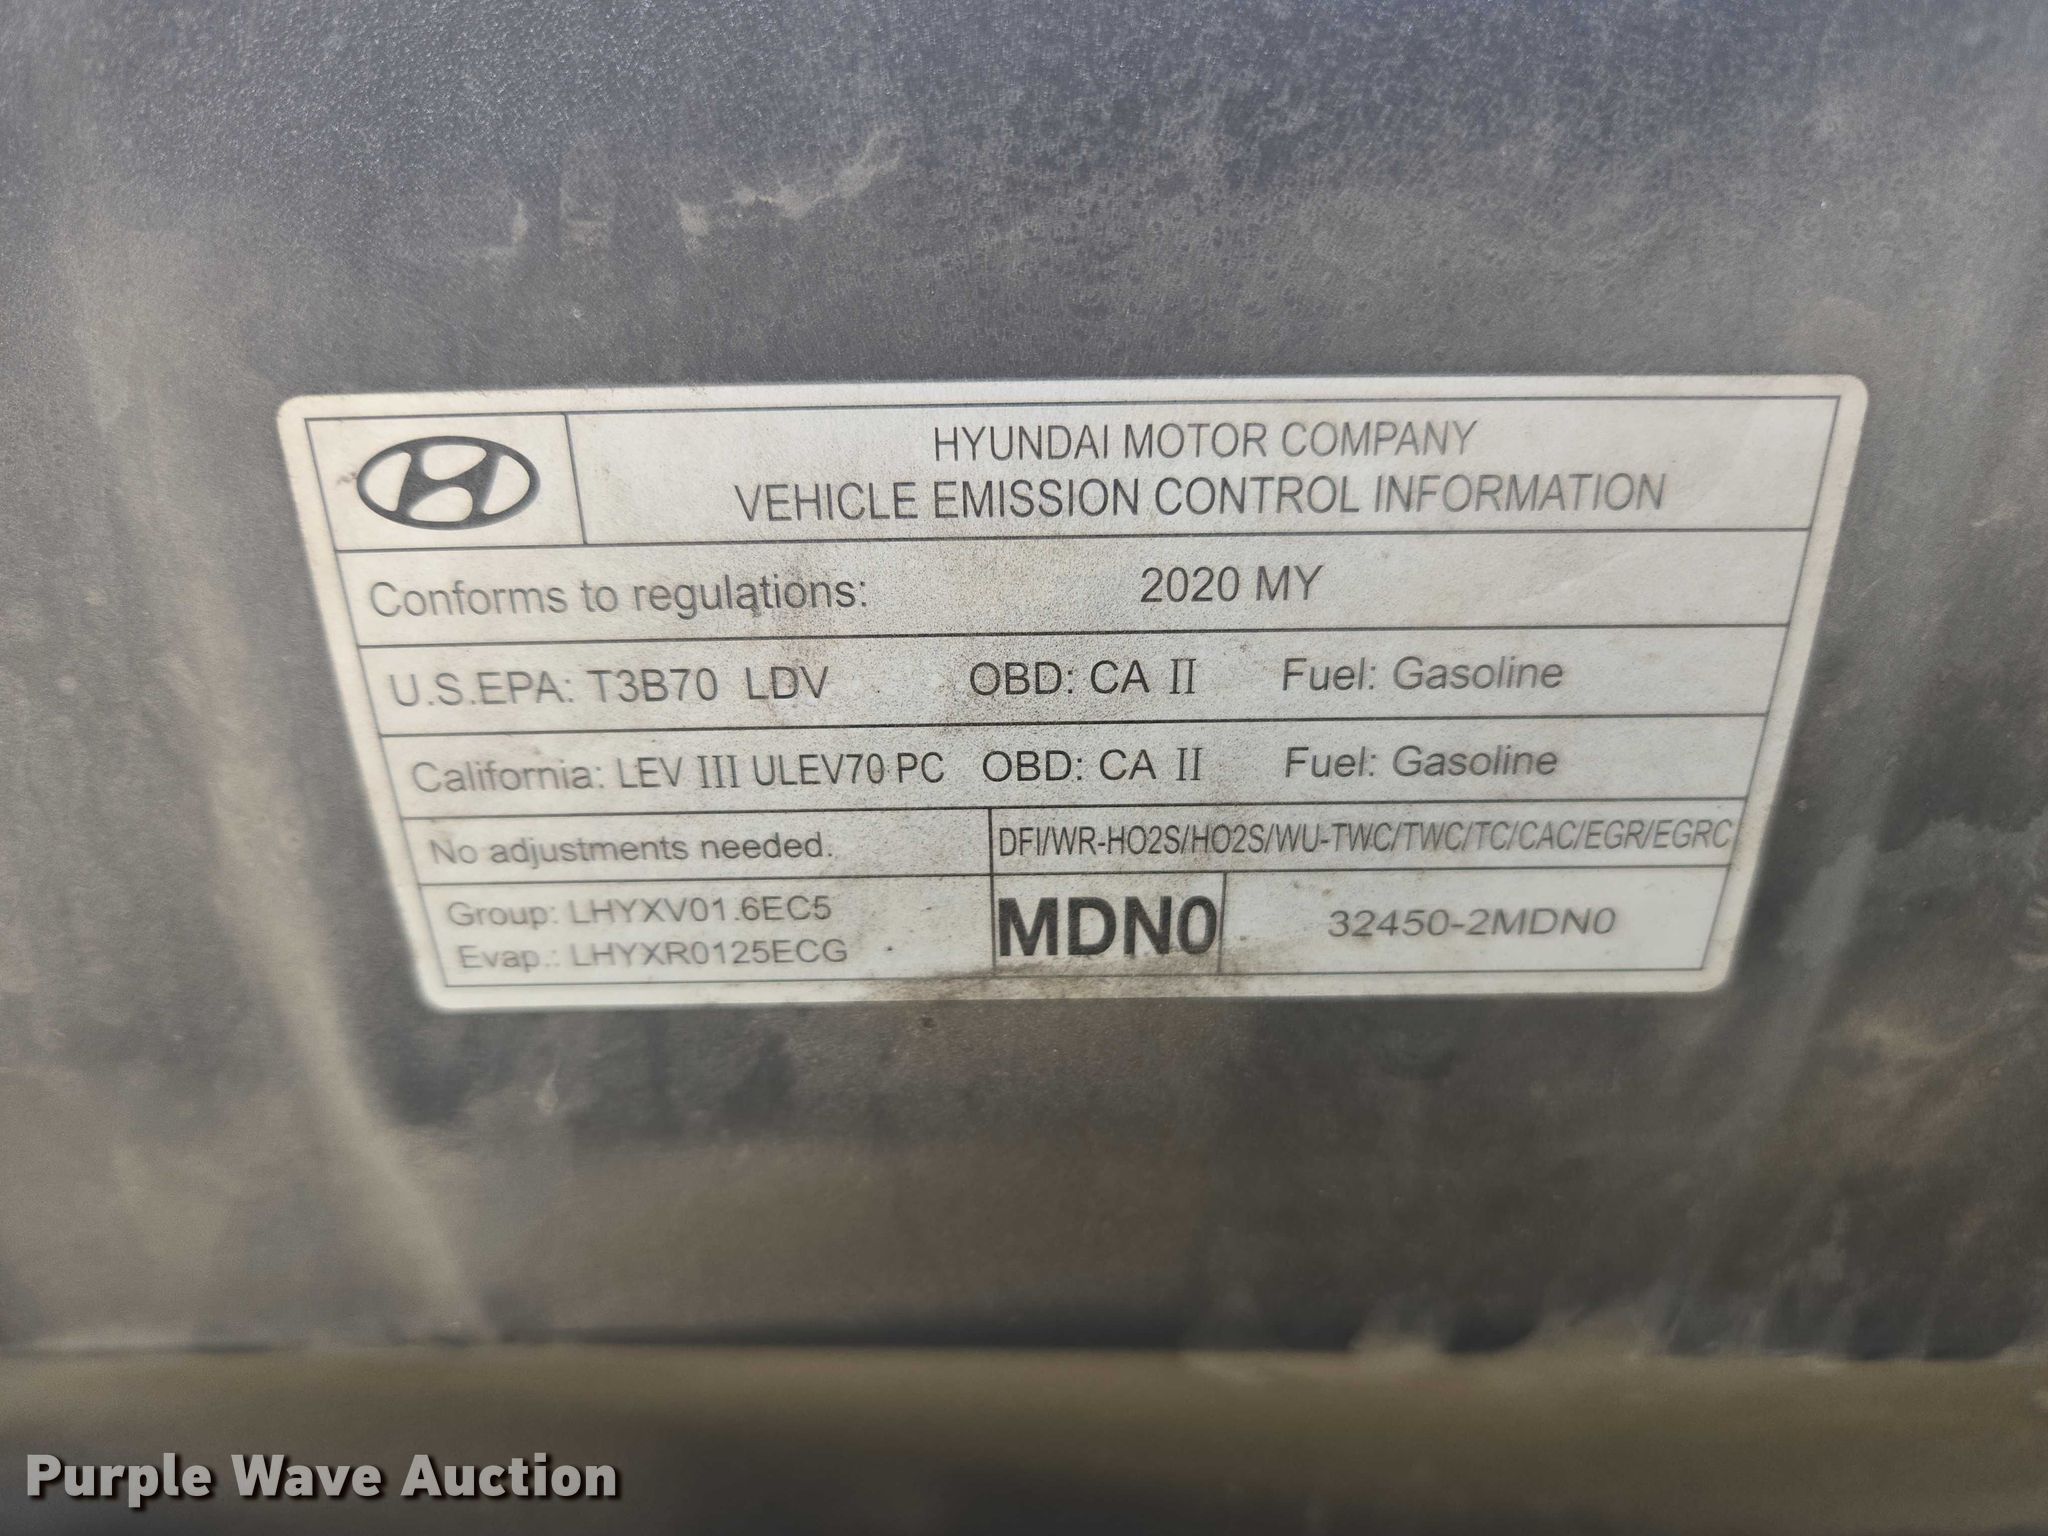 HYUNDAI MOTOR COMPANY
VEHICLE EMISSION CONTROL INFORMATION
Conforms to regulations: 2020 MY
U.S.EPA: T3B70 LDV OBD: CA II Fuel: Gasoline
California: LEV III ULEV70 PC OBD: CA II Fuel: Gasoline
No adjustments needed. DFI/WR-HO2S/HO2S/WU-TWC/TWC/TC/CAC/EGR/EGRC
Group: LHYXV01.6EC5
Evap.: LHYXR0125ECG
MDN0 32450-2MDN0
Purple Wave Auction